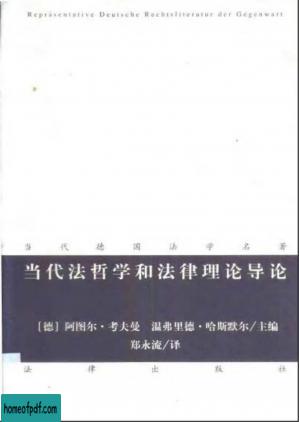 Repräsentative Deutsche Rechtsliteratur der Gegenwart
当代德国法学名著
当代法哲学和法律理论导论
［德］阿图尔·考夫曼 温弗里德·哈斯默尔/主编
郑永流/译
法律出版社
homeofpdf.com
homeofpdf.com